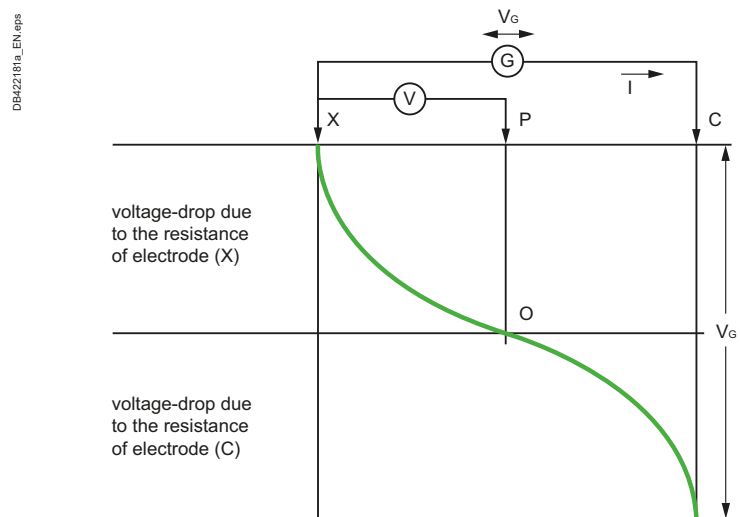 DB422181a_EN.eps
VG
G
I
V
X
P
C
voltage-drop due
to the resistance
of electrode (X)
O
VG
voltage-drop due
to the resistance
of electrode (C)